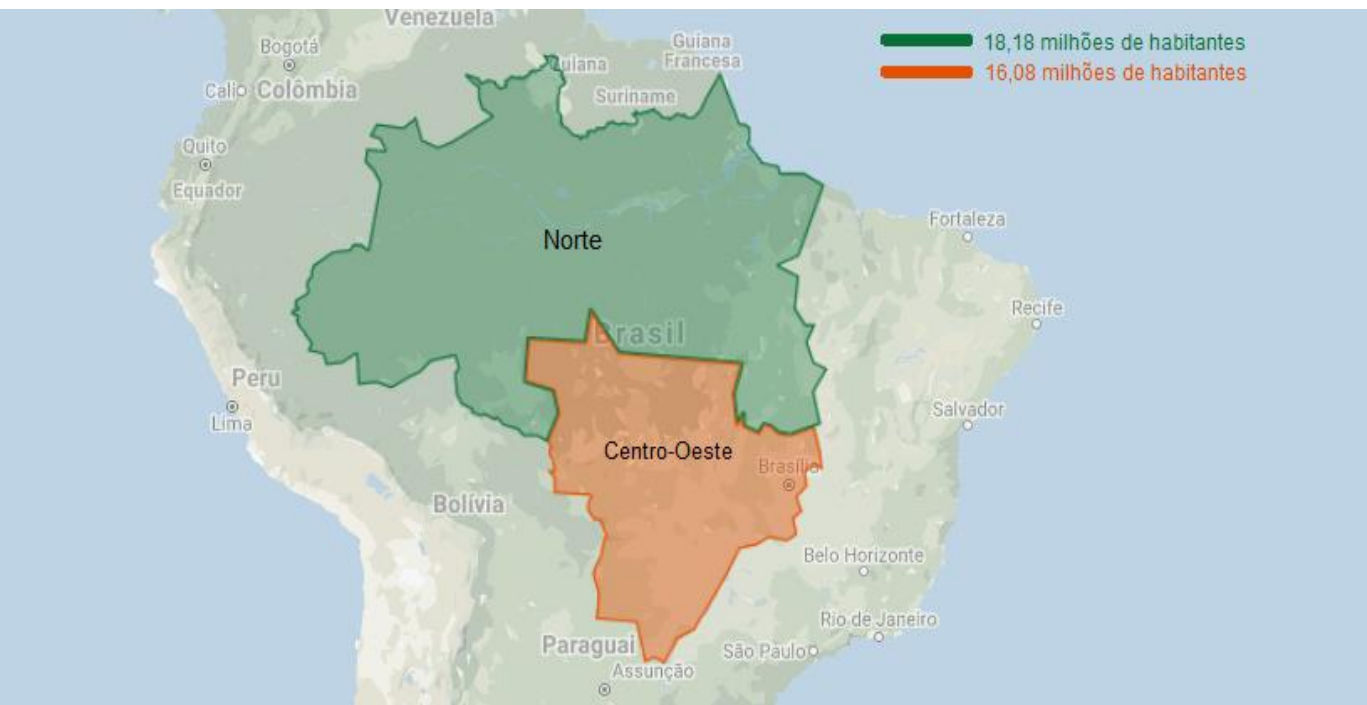 Venezuela
Bogotá
Guiana
Francesa
18,18 milhões de habitantes
16,08 milhões de habitantes
Cali
Colômbia
Suriname
Quito
Equador
Norte
Fortaleza
Recife
Brasil
Peru
Lima
Salvador
Centro-Oeste
Brasília
Bolívia
Belo Horizonte
Rio de Janeiro
Paraguai
São Paulo
Assunção